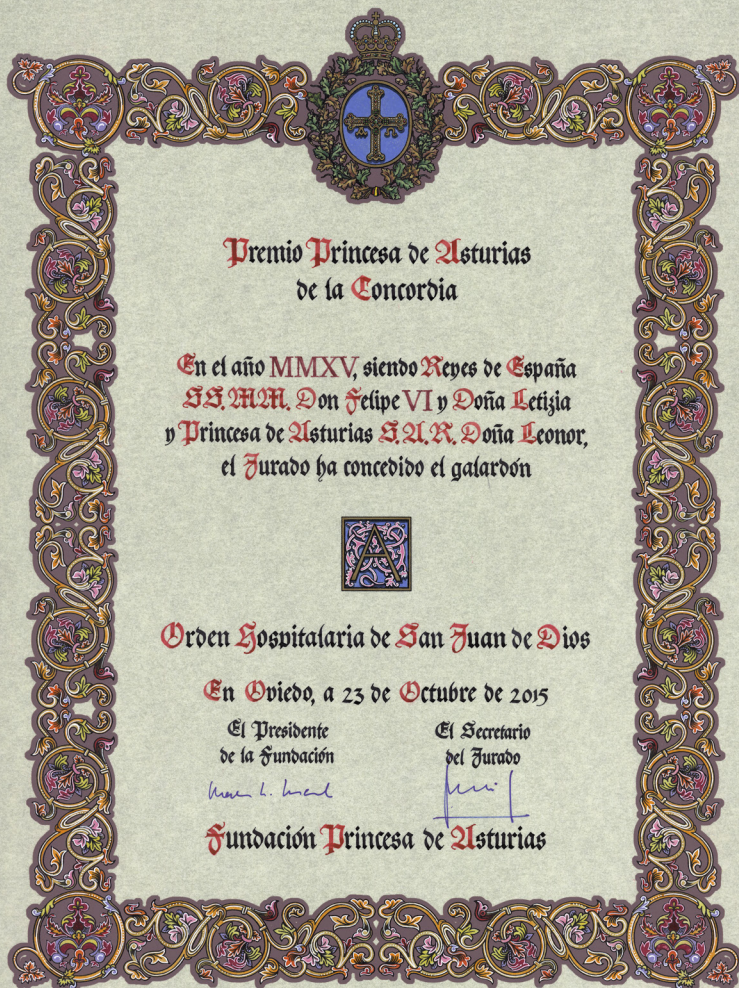 Premio Princesa de Asturias
de la Concordia
En el año MMXV, siendo Reyes de España
SS. MM. Don Felipe VI y Doña Letizia
y Princesa de Asturias S. A. R. Doña Leonor,
el Jurado ha concedido el galardón
A
Orden Hospitalaria de San Juan de Dios
En Oviedo, a 23 de Octubre de 2015
El Presidente
de la Fundación
El Secretario
del Jurado
Fundación Princesa de Asturias